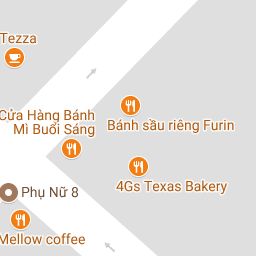 Tezza
Cửa Hàng Bánh
Mì Buổi Sáng
Bánh sầu riêng Furin
4Gs Texas Bakery
Phụ Nữ 8
Mellow coffee